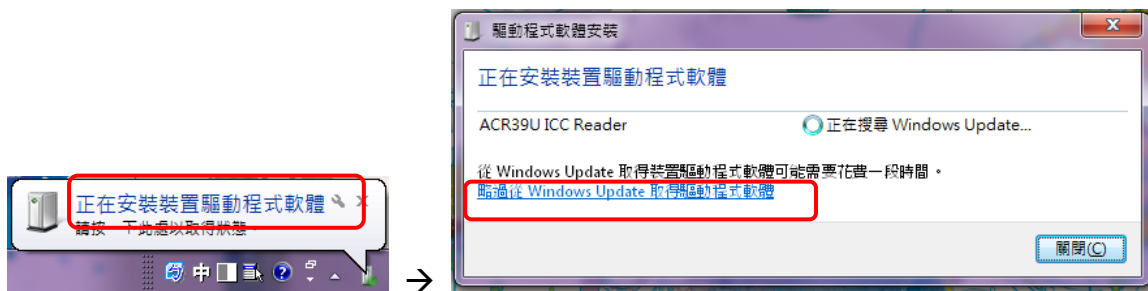 正在安裝裝置驅動程式軟體
請按一下此處以取得狀態。
中
→
驅動程式軟體安裝
正在安裝裝置驅動程式軟體
ACR39U ICC Reader 正在搜尋 Windows Update...
從 Windows Update 取得裝置驅動程式軟體可能需要花費一段時間。
略過從 Windows Update 取得驅動程式軟體
關閉(C)